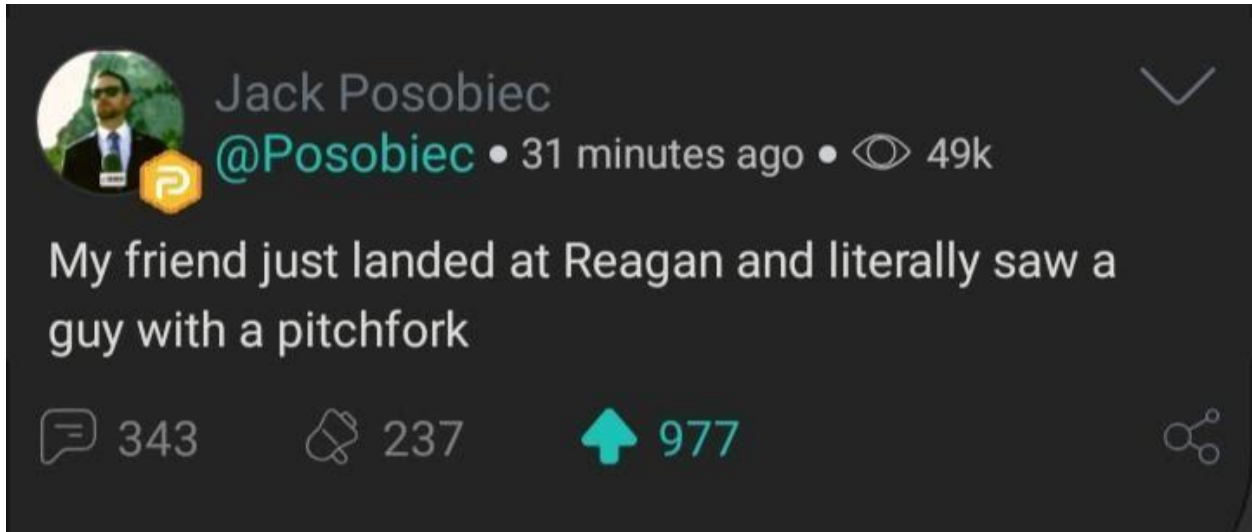 Jack Posobiec
@Posobiec • 31 minutes ago • 49k
My friend just landed at Reagan and literally saw a
guy with a pitchfork
343 237 977